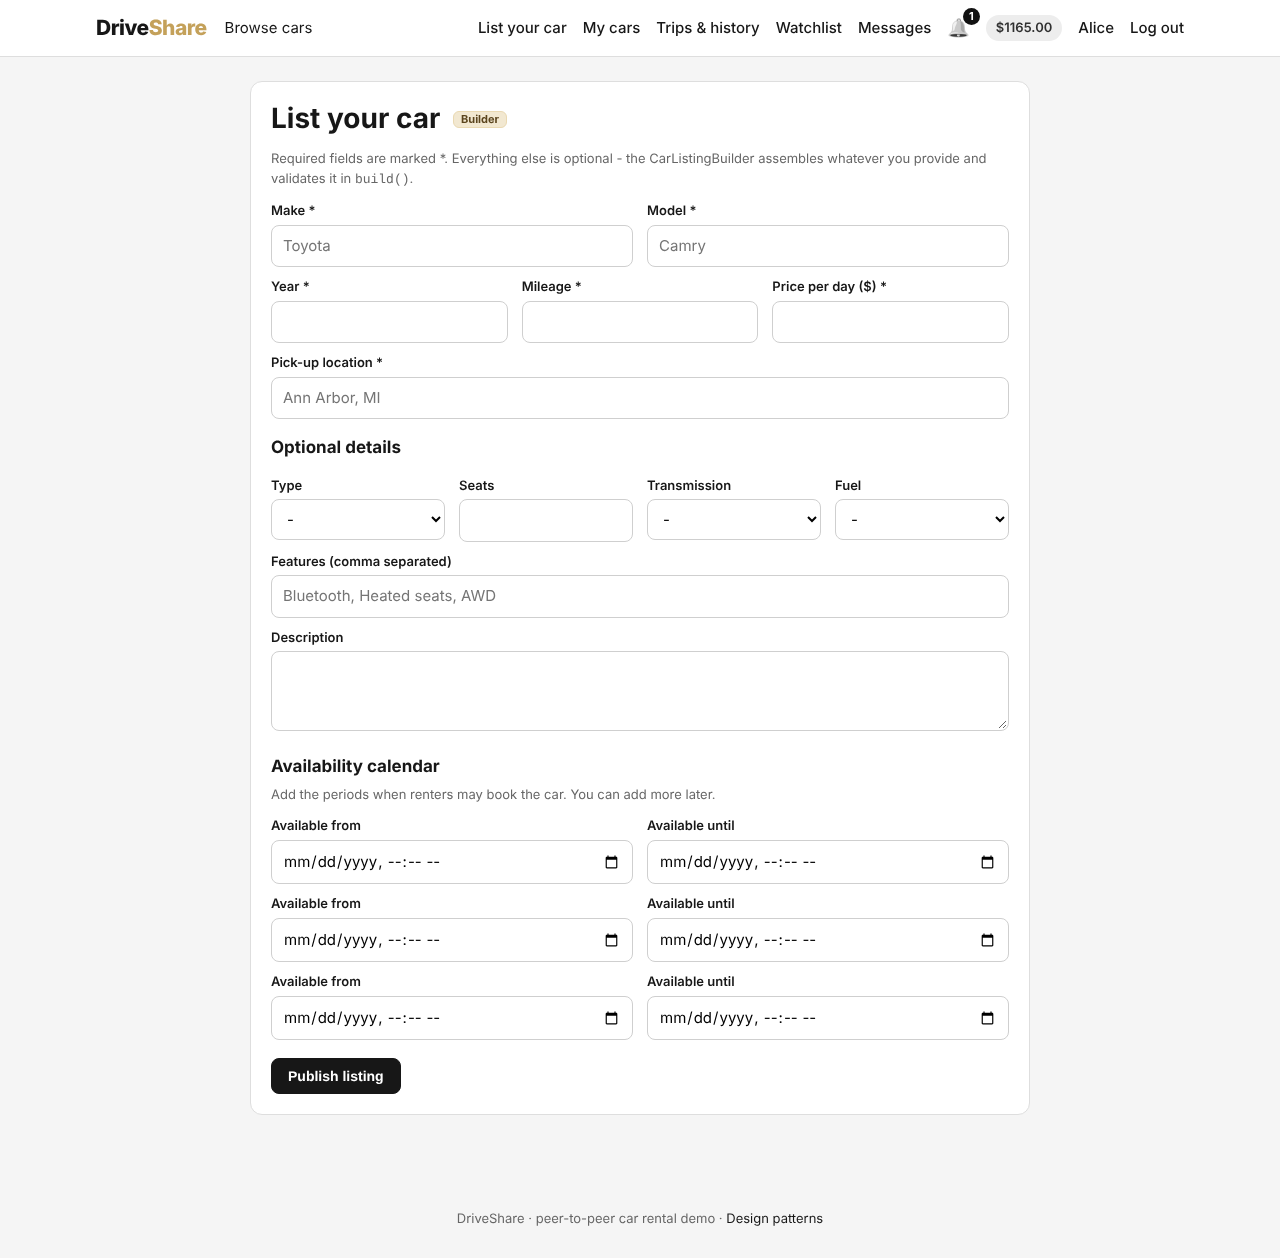 DriveShare Browse cars List your car My cars Trips & history Watchlist Messages 1 $1165.00 Alice Log out
List your car Builder
Required fields are marked *. Everything else is optional - the CarListingBuilder assembles whatever you provide and
validates it in build().
Make * Model *
Toyota Camry
Year * Mileage * Price per day ($) *
Pick-up location *
Ann Arbor, MI
Optional details
Type Seats Transmission Fuel
- - -
Features (comma separated)
Bluetooth, Heated seats, AWD
Description
Availability calendar
Add the periods when renters may book the car. You can add more later.
Available from Available until
mm/dd/yyyy, --:-- -- mm/dd/yyyy, --:-- --
Available from Available until
mm/dd/yyyy, --:-- -- mm/dd/yyyy, --:-- --
Available from Available until
mm/dd/yyyy, --:-- -- mm/dd/yyyy, --:-- --
Publish listing
DriveShare · peer-to-peer car rental demo · Design patterns